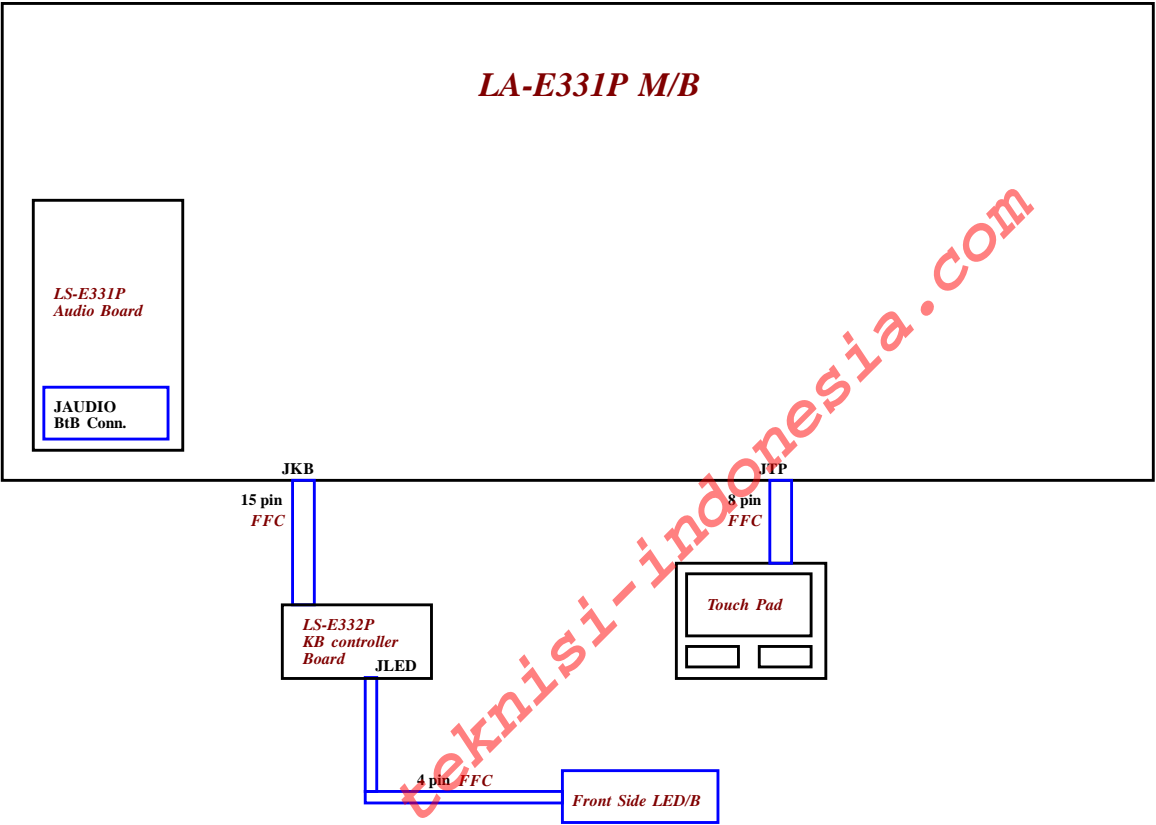 LA-E331P M/B
LS-E331P
Audio Board
JAUDIO
BtB Conn.
JKB
JTP
15 pin
FFC
8 pin
FFC
LS-E332P
KB controller
Board
JLED
Touch Pad
4 pin FFC
Front Side LED/B
teknisi-indonesia.com